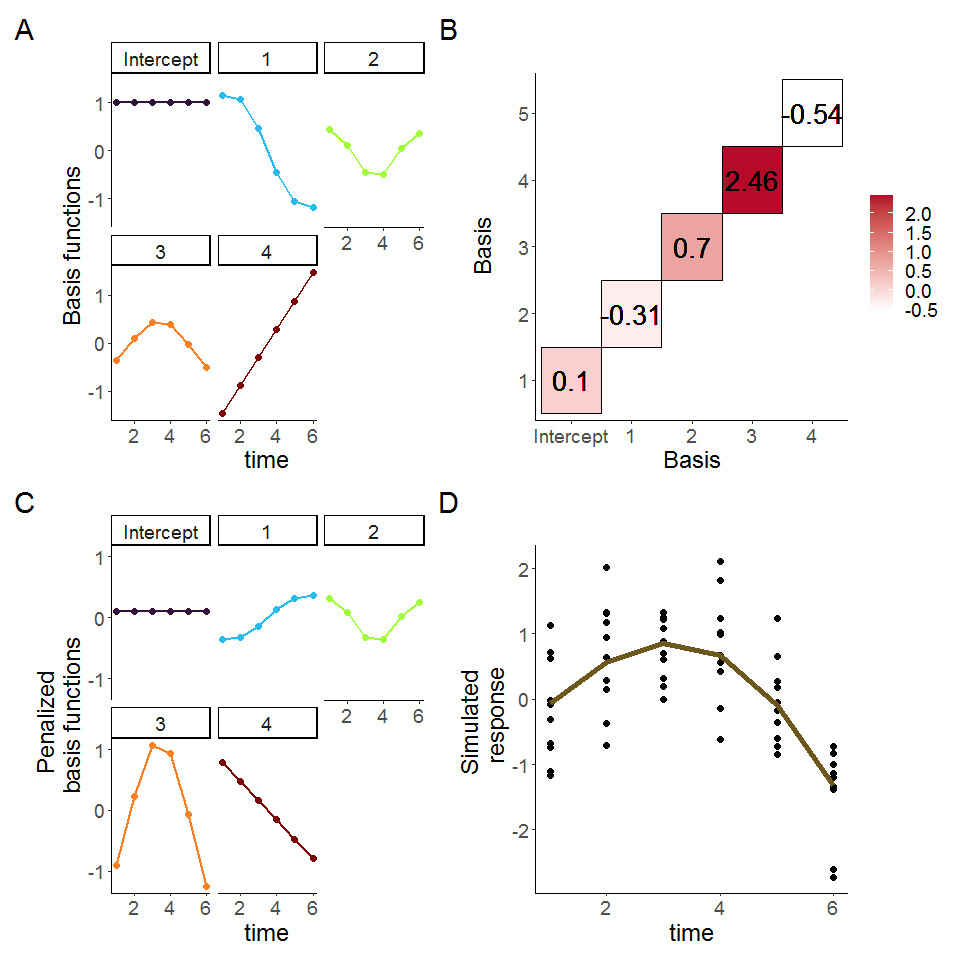 A
Intercept 1 2
1
0
-1
2 4 6
3 4
1
0
-1
2 4 6 2 4 6
time
Basis functions
B
5
4
3
2
1
-0.54
2.46
0.7
-0.31
0.1
Intercept 1 2 3 4
Basis
Basis
2.0
1.5
1.0
0.5
0.0
-0.5
C
Intercept 1 2
1
0
-1
2 4 6
3 4
1
0
-1
2 4 6 2 4 6
time
Penalized
basis functions
D
2
1
0
-1
-2
2 4 6
time
Simulated
response